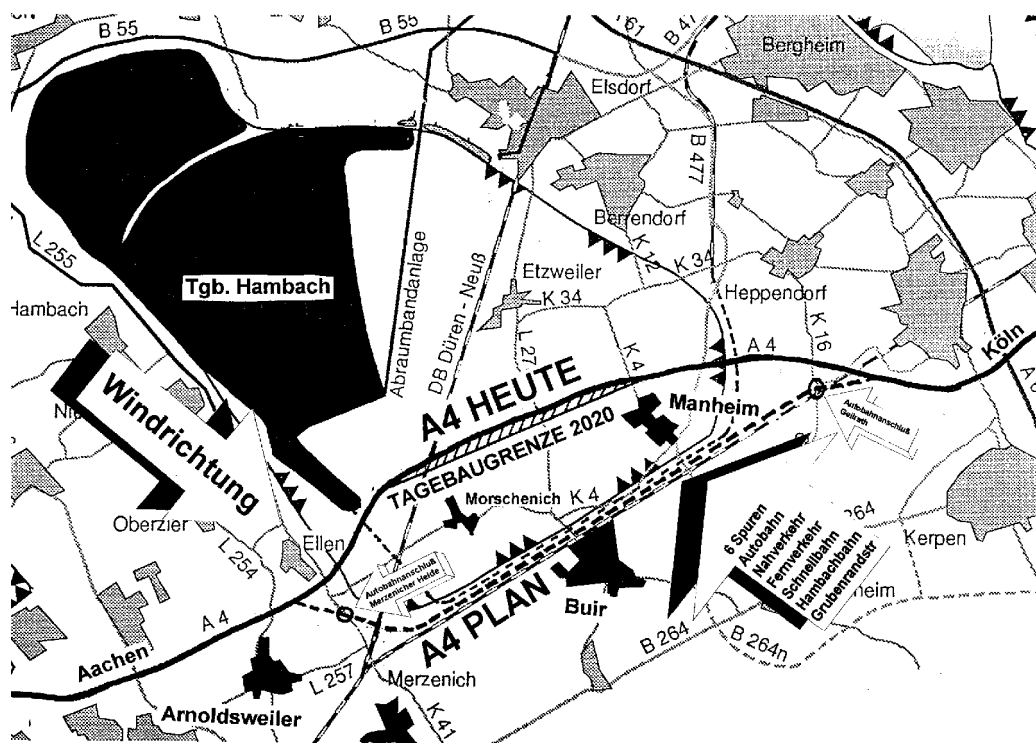 B 55
B 55
A 61
B 47
Bergheim
Elsdorf
B 477
L 255
Tgb. Hambach
Abraumbandanlage
DB Düren - Neuß
Berrendorf
K 12
K 34
Etzweiler
K 34
Heppendorf
Hambach
L 27
K 4
A 4
K 16
Köln
Windrichtung
A4 HEUTE
Manheim
Autobahnanschluß
Geilrath
TAGEBAUGRENZE 2020
Morschenich
K 4
Oberzier
Ellen
L 254
Autobahnanschluß
Merzenicher Heide
6 Spuren
Autobahn
Nahverkehr
Fernverkehr
Schnellbahn
Hambachbahn
Grubenrandstr
264
Kerpen
heim
A4 PLAN
Buir
A 4
Aachen
B 264
B 264n
L 257
Merzenich
Arnoldsweiler
K 41